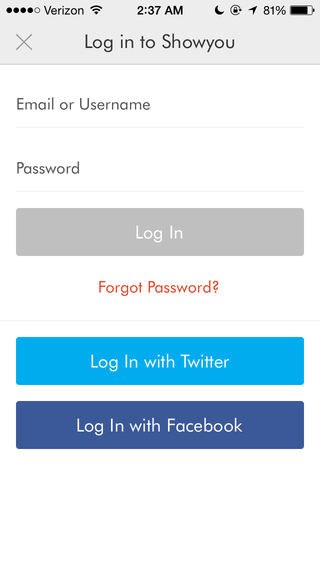 Verizon 2:37 AM 81%
Log in to Showyou
Email or Username
Password
Log In
Forgot Password?
Log In with Twitter
Log In with Facebook